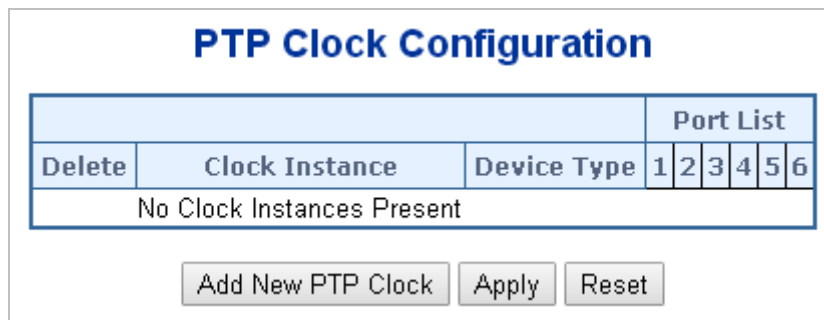 PTP Clock Configuration
Port List
Delete Clock Instance Device Type 1 2 3 4 5 6
No Clock Instances Present
Add New PTP Clock Apply Reset